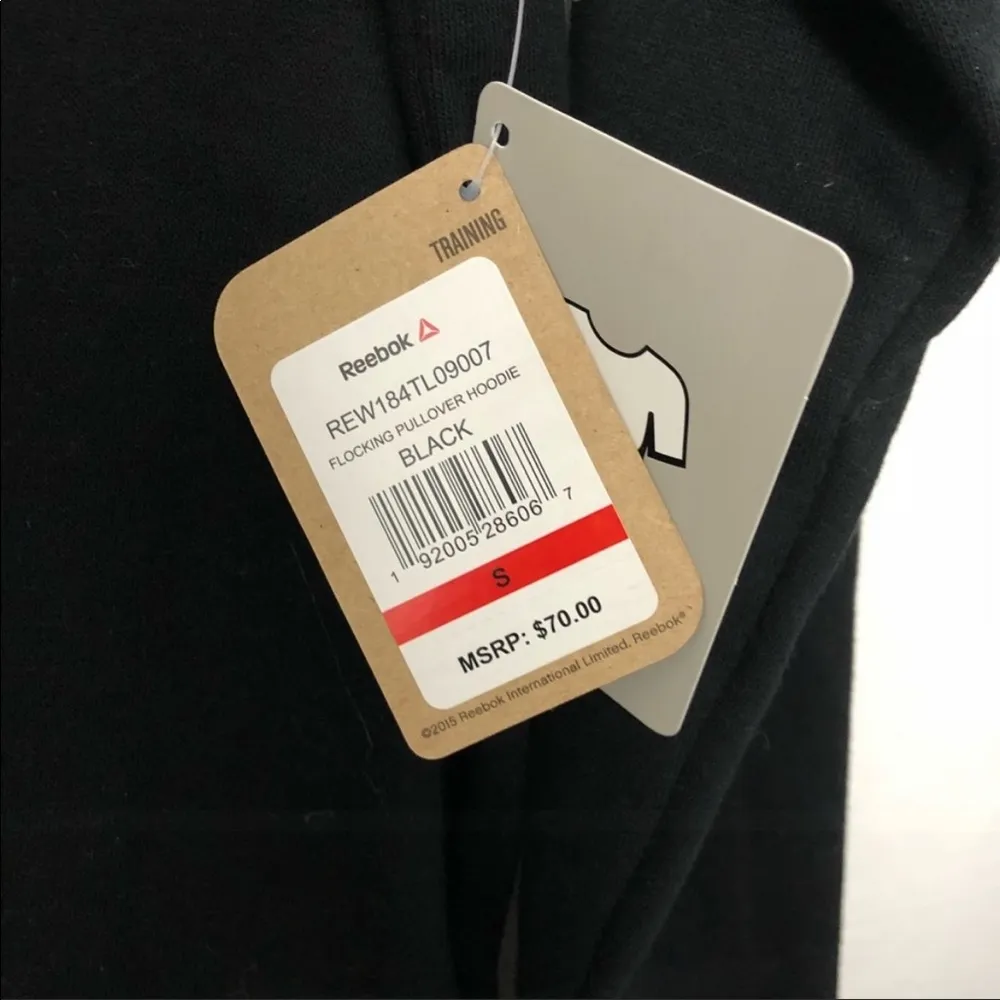 TRAINING
Reebok
REW184TL09007
FLOCKING PULLOVER HOODIE
BLACK
1 92005 28606 7
S
MSRP: $70.00
©2015 Reebok International Limited. Reebok®